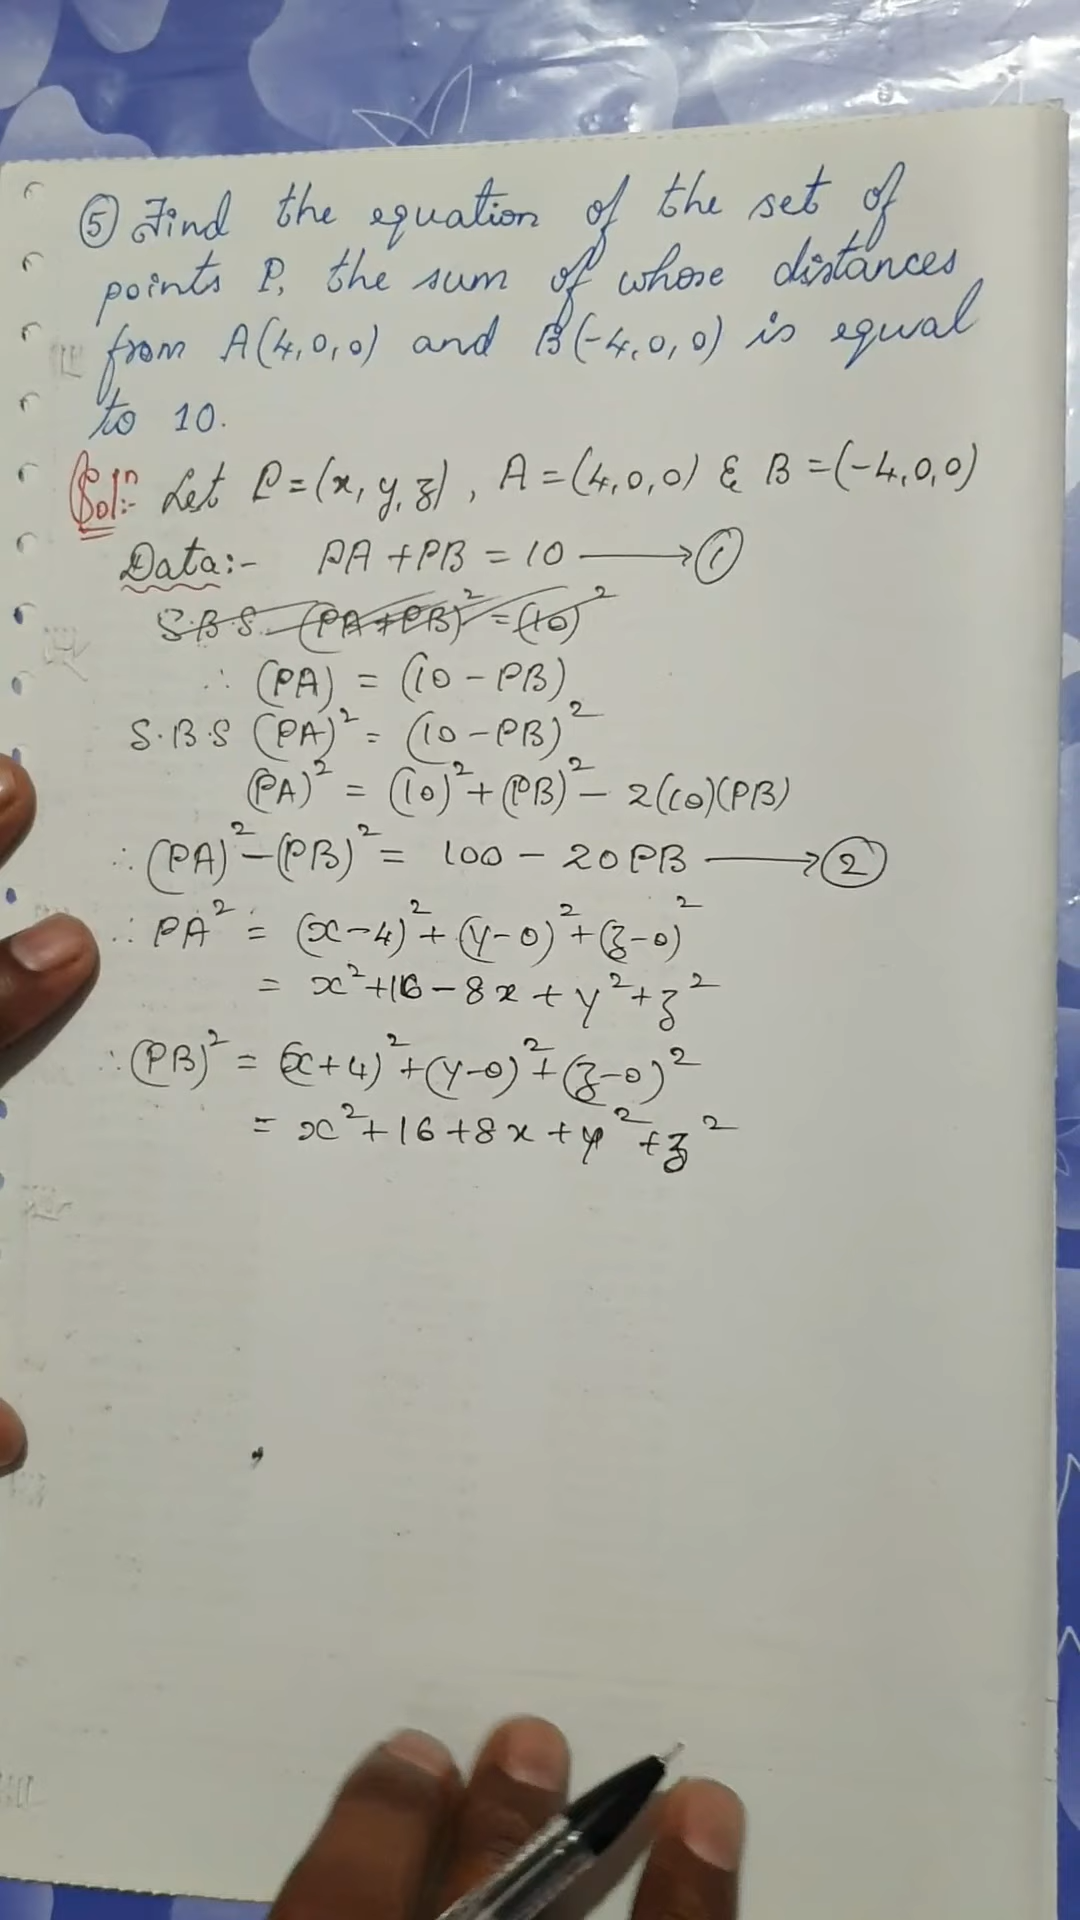 ⑤ Find the equation of the set of
points P, the sum of whose distances
from A(4,0,0) and B(-4,0,0) is equal
to 10.
Solⁿ:- Let P=(x,y,z), A=(4,0,0) & B=(-4,0,0)
Data:- PA+PB=10 ⟶①
S.B.S (PA+PB)²=(10)²
∴ (PA) = (10-PB)
S.B.S (PA)² = (10-PB)²
(PA)² = (10)²+(PB)²-2(10)(PB)
∴ (PA)²-(PB)² = 100-20PB ⟶②
∴ PA² = (x-4)²+(y-0)²+(z-0)²
= x²+16-8x+y²+z²
∴ (PB)² = (x+4)²+(y-0)²+(z-0)²
= x²+16+8x+y²+z²